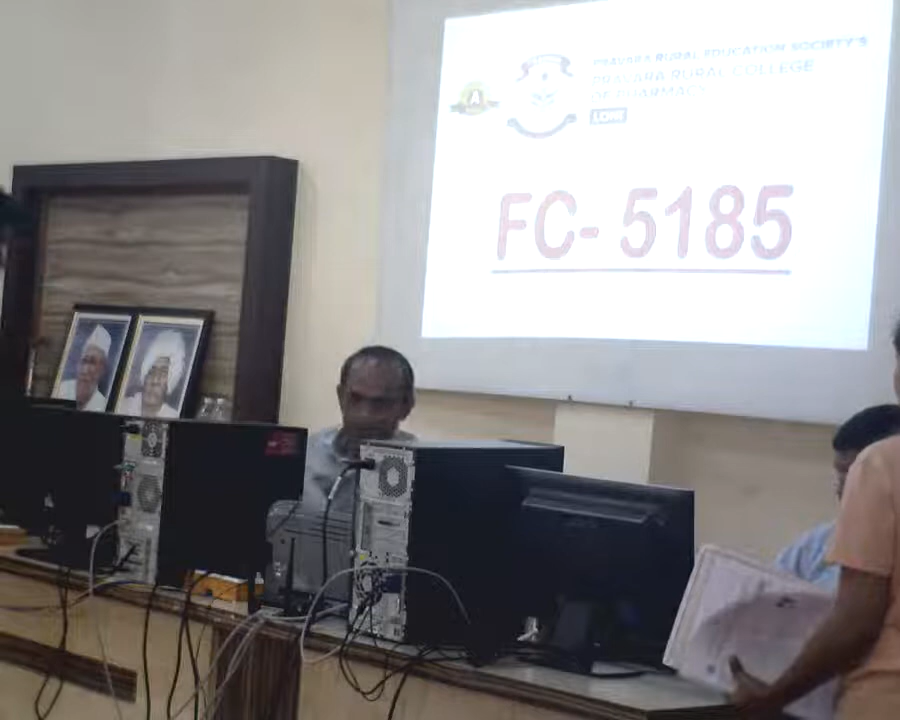 PRAVARA RURAL EDUCATION SOCIETY'S
PRAVARA RURAL COLLEGE
OF PHARMACY
LONI
A
FC- 5185